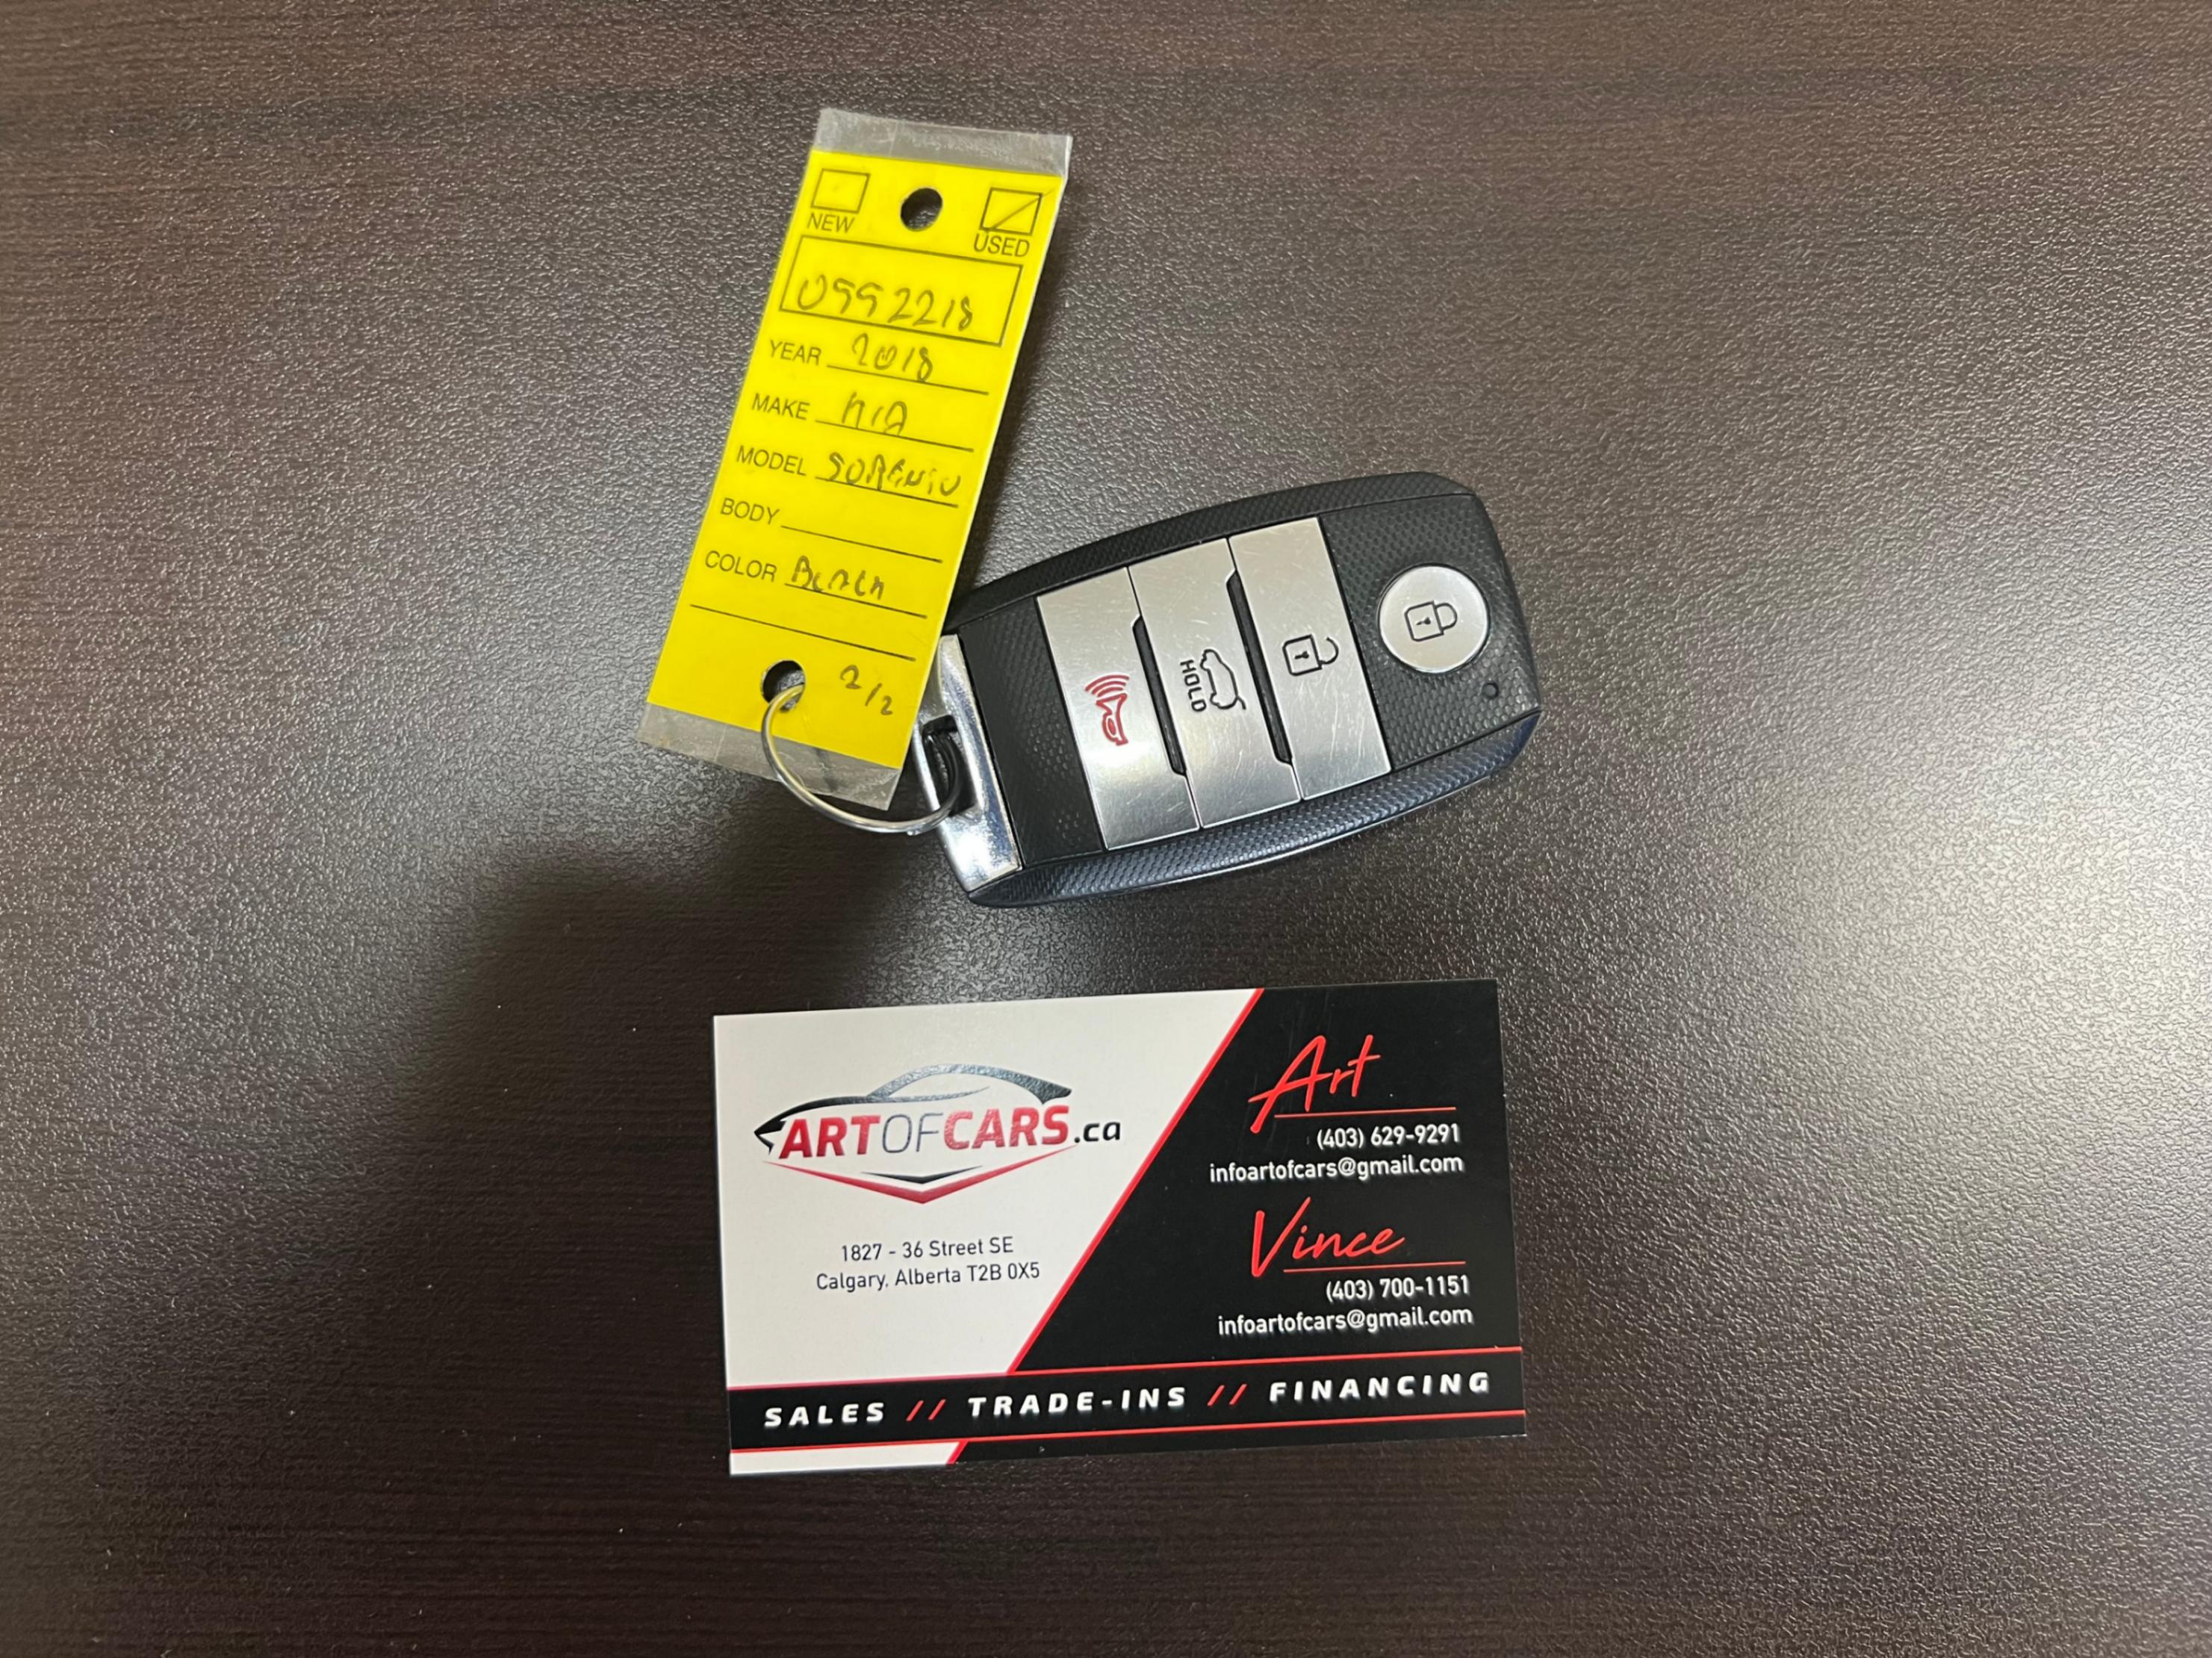 NEW
USED
0992218
YEAR 2018
MAKE KIA
MODEL SORENTO
BODY
COLOR BLACK
2/2
HOLD
ARTOFCARS.ca
1827 - 36 Street SE
Calgary, Alberta T2B 0X5
Art
(403) 629-9291
infoartofcars@gmail.com
Vince
(403) 700-1151
infoartofcars@gmail.com
SALES // TRADE-INS // FINANCING